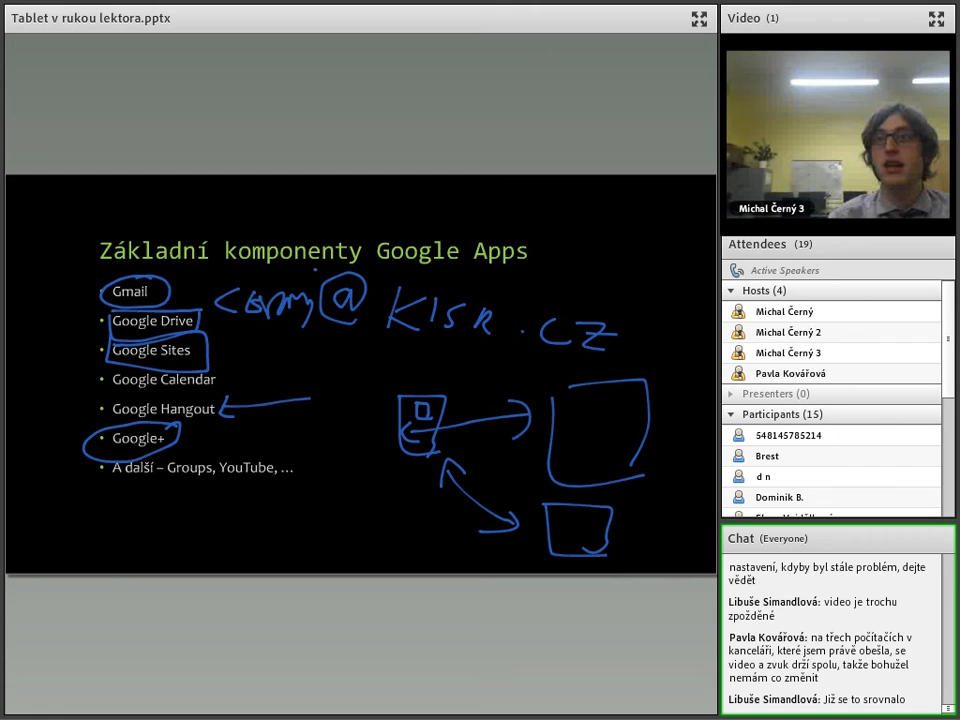 Tablet v rukou lektora.pptx
Základní komponenty Google Apps
• Gmail
• Google Drive
• Google Sites
• Google Calendar
• Google Hangout
• Google+
• A další – Groups, YouTube, ...
@ KISK.CZ
Video (1)
Michal Černý 3
Attendees (19)
Active Speakers
Hosts (4)
Michal Černý
Michal Černý 2
Michal Černý 3
Pavla Kovářová
Presenters (0)
Participants (15)
548145785214
Brest
d n
Dominik B.
Chat (Everyone)
nastavení, kdyby byl stále problém, dejte
vědět
Libuše Simandlová: video je trochu
zpožděné
Pavla Kovářová: na třech počítačích v
kanceláři, které jsem právě obešla, se
video a zvuk drží spolu, takže bohužel
nemám co změnit
Libuše Simandlová: Již se to srovnalo